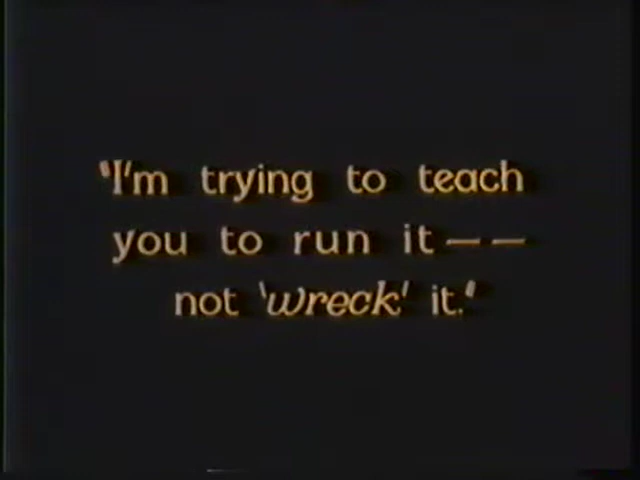 "I'm trying to teach
you to run it——
not 'wreck' it."